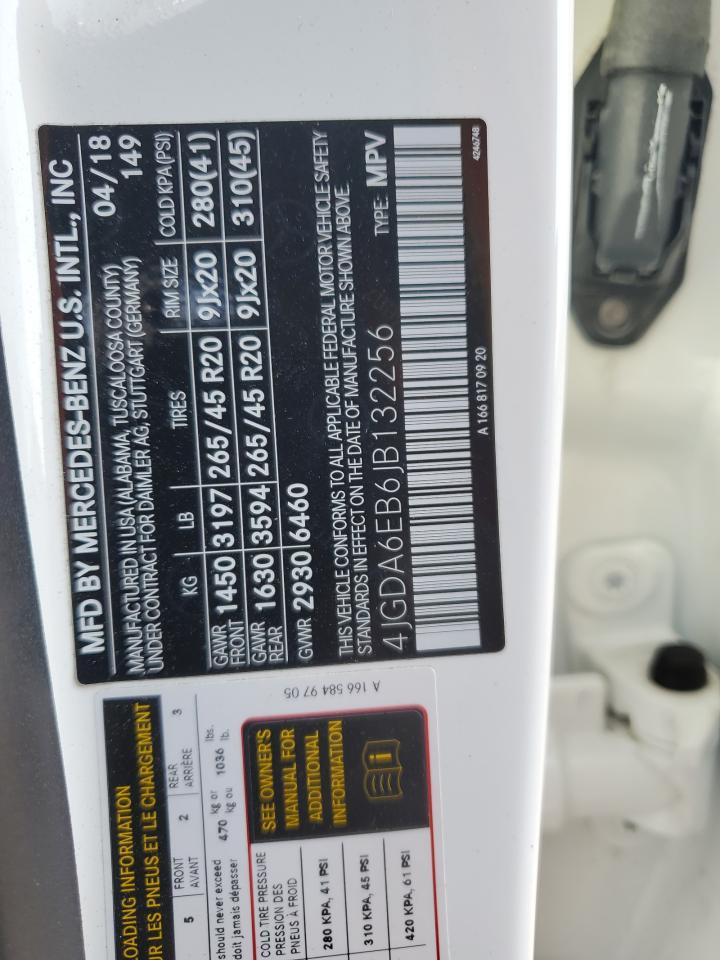 MFD BY MERCEDES-BENZ U.S. INTL., INC
MANUFACTURED IN USA (ALABAMA, TUSCALOOSA COUNTY) 04/18
UNDER CONTRACT FOR DAIMLER AG, STUTTGART (GERMANY) 149
KG LB TIRES RIM SIZE COLD KPA(PSI)
GAWR FRONT 1450 3197 265/45 R20 9Jx20 280(41)
GAWR REAR 1630 3594 265/45 R20 9Jx20 310(45)
GVWR 2930 6460
THIS VEHICLE CONFORMS TO ALL APPLICABLE FEDERAL MOTOR VEHICLE SAFETY
STANDARDS IN EFFECT ON THE DATE OF MANUFACTURE SHOWN ABOVE.
4JGDA6EB6JB132256 TYPE: MPV
A 166 817 09 20 4246748
A 166 584 97 05
LOADING INFORMATION
UR LES PNEUS ET LE CHARGEMENT
5 FRONT 2 REAR 3
AVANT ARRIÈRE
should never exceed 470 kg or 1036 lbs.
doit jamais dépasser kg ou lb.
COLD TIRE PRESSURE
PRESSION DES
PNEUS À FROID
280 KPA, 41 PSI
310 KPA, 45 PSI
420 KPA, 61 PSI
SEE OWNER'S
MANUAL FOR
ADDITIONAL
INFORMATION